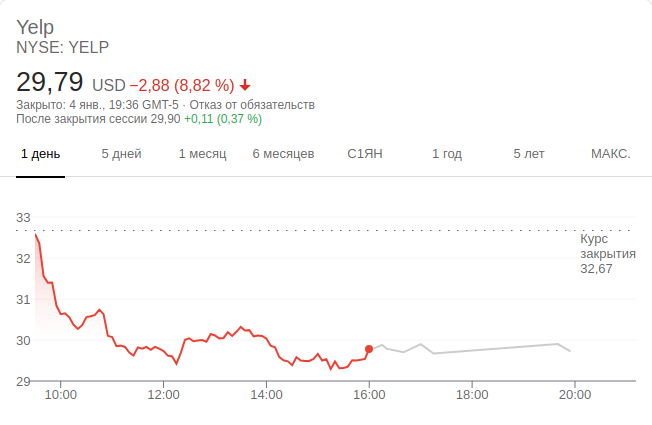 Yelp
NYSE: YELP
29,79 USD −2,88 (8,82 %)
Закрыто: 4 янв., 19:36 GMT-5 · Отказ от обязательств
После закрытия сессии 29,90 +0,11 (0,37 %)
1 день 5 дней 1 месяц 6 месяцев С1ЯН 1 год 5 лет МАКС.
33
32
31
30
29
Курс
закрытия
32,67
10:00 12:00 14:00 16:00 18:00 20:00